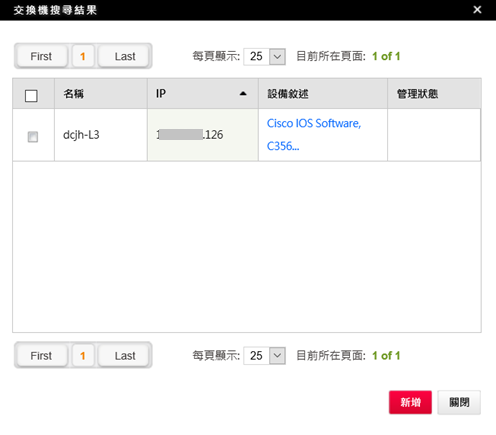 交換機搜尋結果
First 1 Last 每頁顯示: 25 目前所在頁面: 1 of 1
名稱 IP 設備敘述 管理狀態
dcjh-L3 1 .126 Cisco IOS Software,
C356...
First 1 Last 每頁顯示: 25 目前所在頁面: 1 of 1
新增 關閉